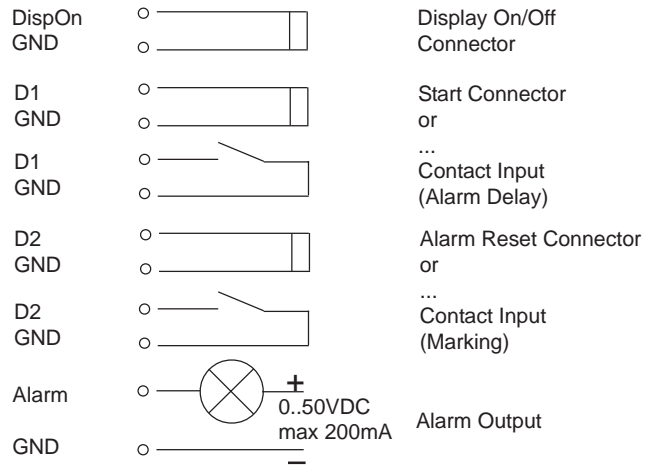 DispOn
GND
Display On/Off
Connector
D1
GND
Start Connector
or
...
D1
GND
Contact Input
(Alarm Delay)
D2
GND
Alarm Reset Connector
or
...
D2
GND
Contact Input
(Marking)
Alarm
+
0..50VDC
max 200mA
Alarm Output
GND
–